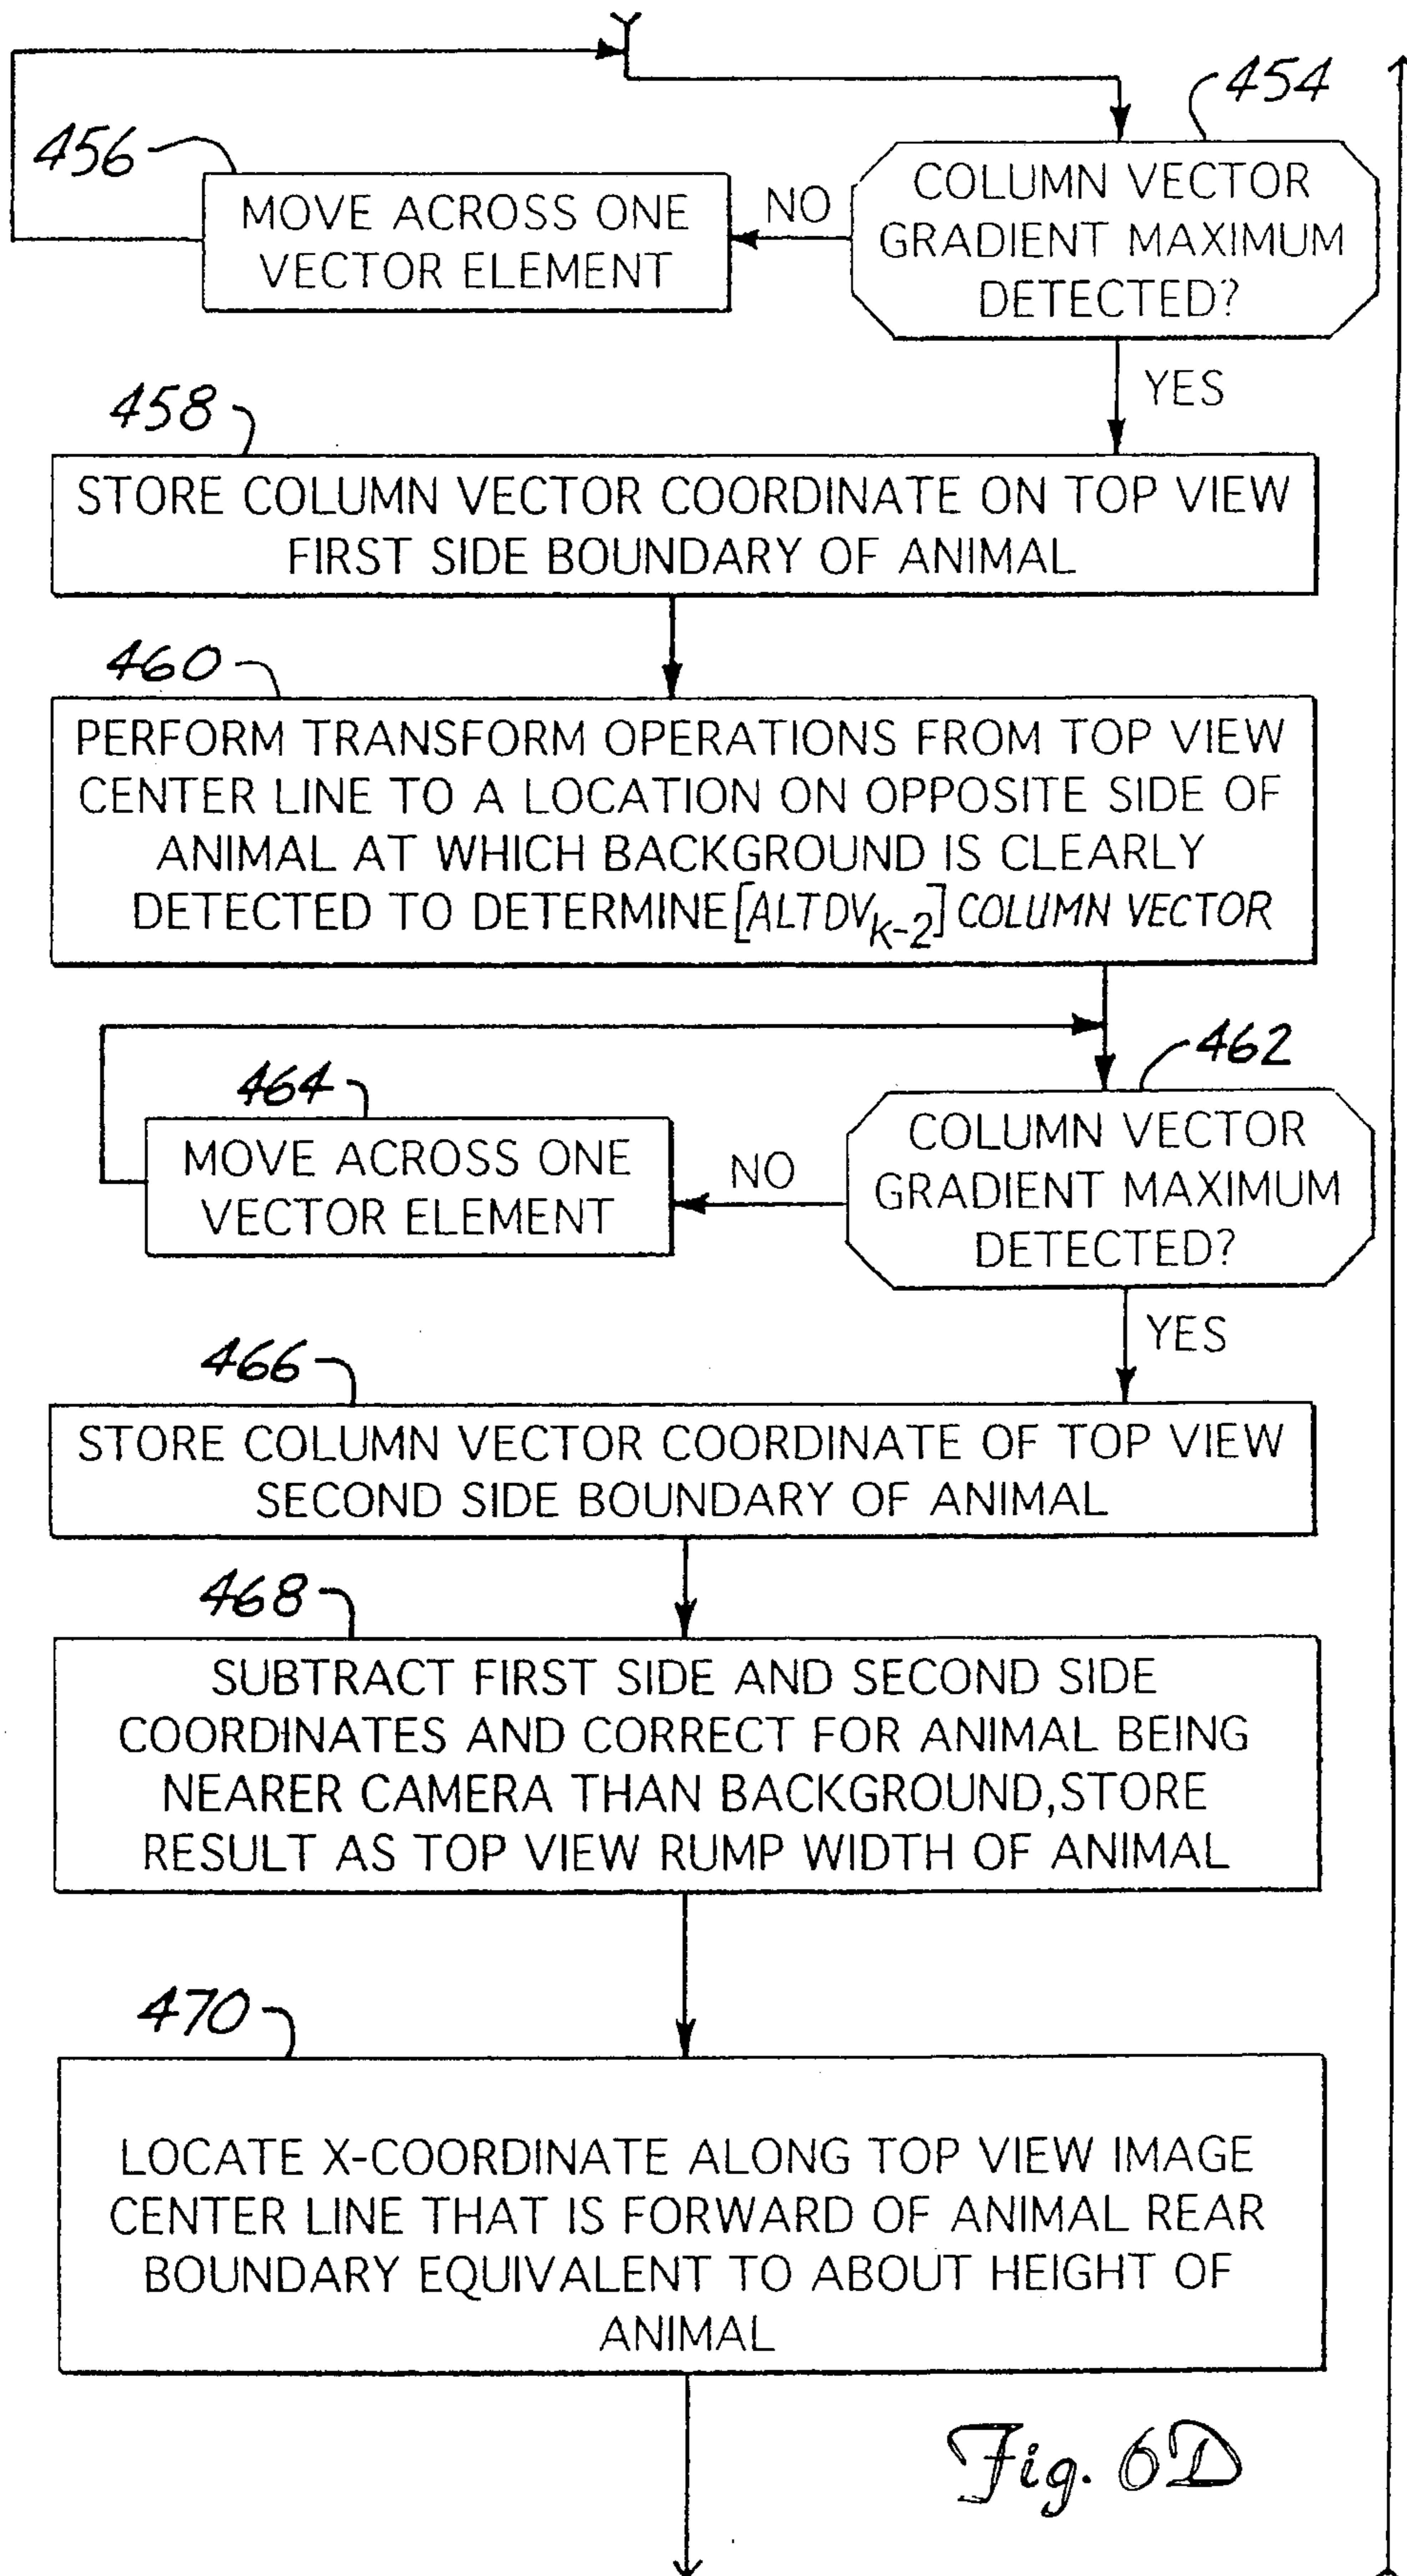 454
456
COLUMN VECTOR
GRADIENT MAXIMUM
DETECTED?
NO
MOVE ACROSS ONE
VECTOR ELEMENT
YES
458
STORE COLUMN VECTOR COORDINATE ON TOP VIEW
FIRST SIDE BOUNDARY OF ANIMAL
460
PERFORM TRANSFORM OPERATIONS FROM TOP VIEW
CENTER LINE TO A LOCATION ON OPPOSITE SIDE OF
ANIMAL AT WHICH BACKGROUND IS CLEARLY
DETECTED TO DETERMINE [ALTDVK-2] COLUMN VECTOR
462
464
COLUMN VECTOR
GRADIENT MAXIMUM
DETECTED?
NO
MOVE ACROSS ONE
VECTOR ELEMENT
YES
466
STORE COLUMN VECTOR COORDINATE OF TOP VIEW
SECOND SIDE BOUNDARY OF ANIMAL
468
SUBTRACT FIRST SIDE AND SECOND SIDE
COORDINATES AND CORRECT FOR ANIMAL BEING
NEARER CAMERA THAN BACKGROUND, STORE
RESULT AS TOP VIEW RUMP WIDTH OF ANIMAL
470
LOCATE X-COORDINATE ALONG TOP VIEW IMAGE
CENTER LINE THAT IS FORWARD OF ANIMAL REAR
BOUNDARY EQUIVALENT TO ABOUT HEIGHT OF
ANIMAL
Fig. 6D